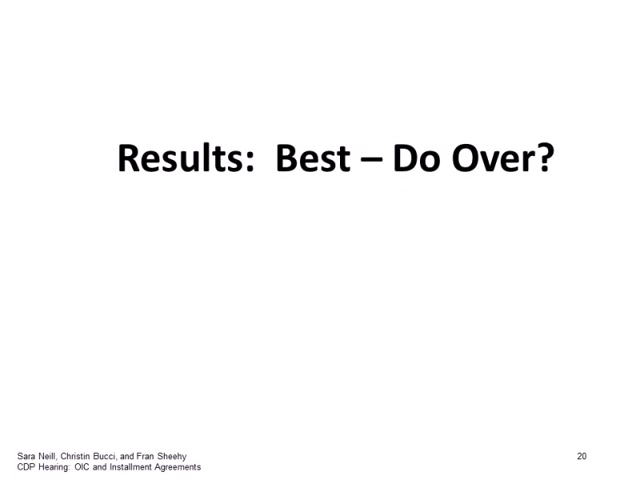 Results:  Best – Do Over?
Sara Neill, Christin Bucci, and Fran Sheehy
20
CDP Hearing:  OIC and Installment Agreements